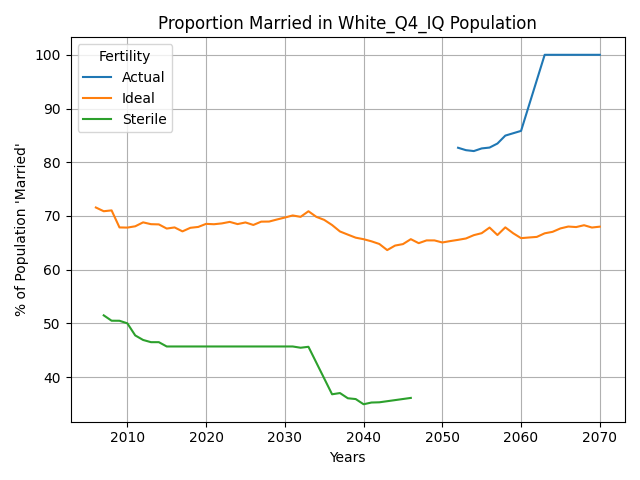 Proportion Married in White_Q4_IQ Population
% of Population 'Married'
100
90
80
70
60
50
40
Fertility
Actual
Ideal
Sterile
2010 2020 2030 2040 2050 2060 2070
Years